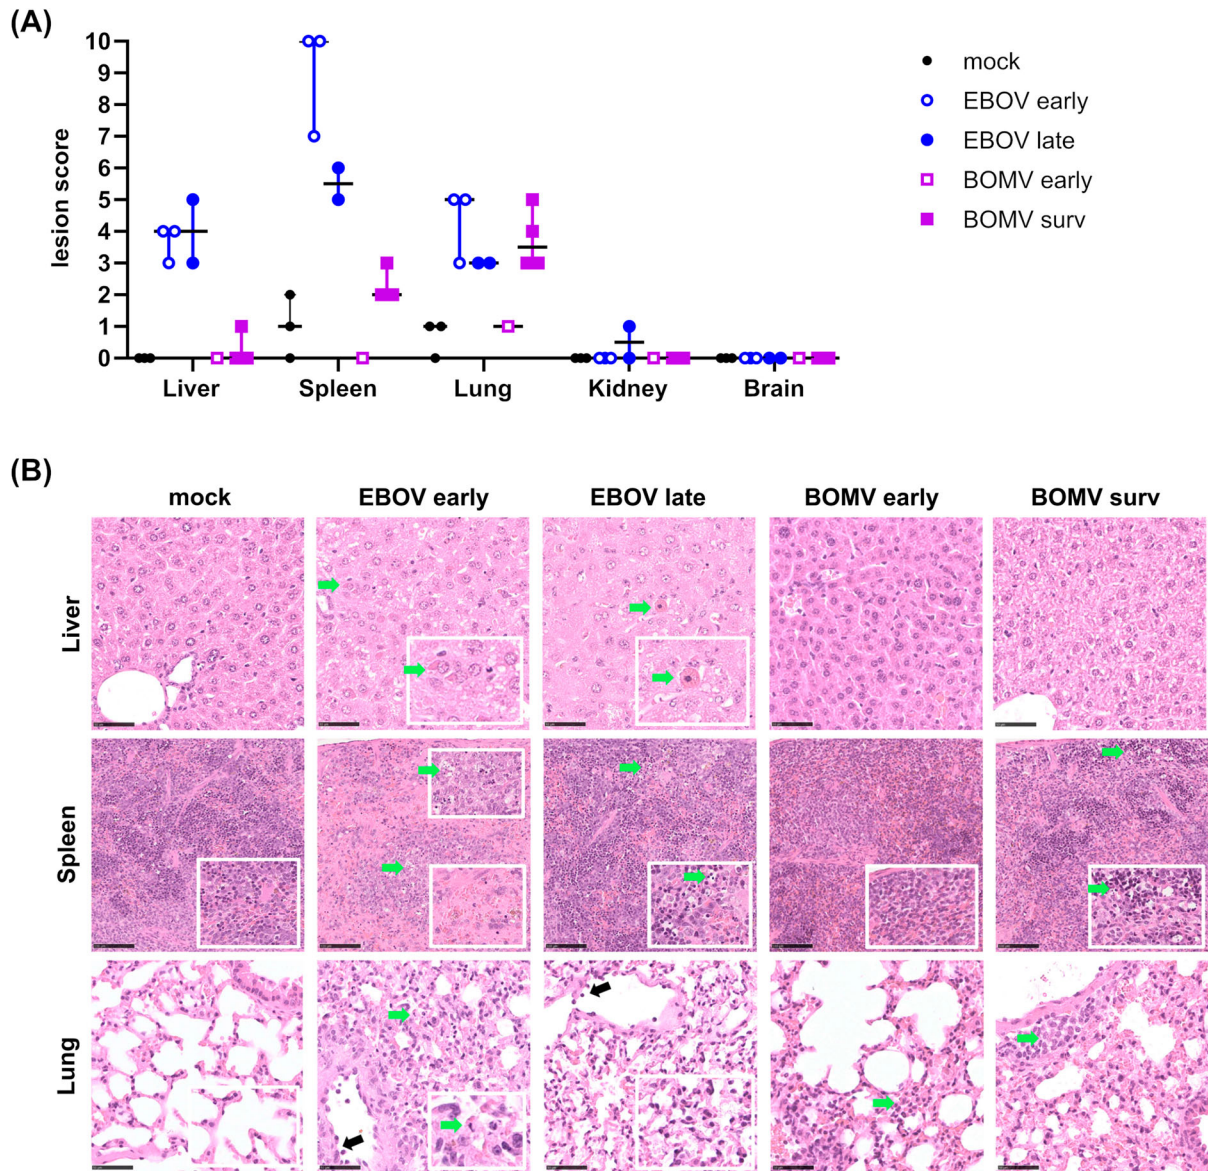 (A)
lesion score
10
9
8
7
6
5
4
3
2
1
0
Liver
Spleen
Lung
Kidney
Brain
mock
EBOV early
EBOV late
BOMV early
BOMV surv
(B)
mock
EBOV early
EBOV late
BOMV early
BOMV surv
Liver
Spleen
Lung